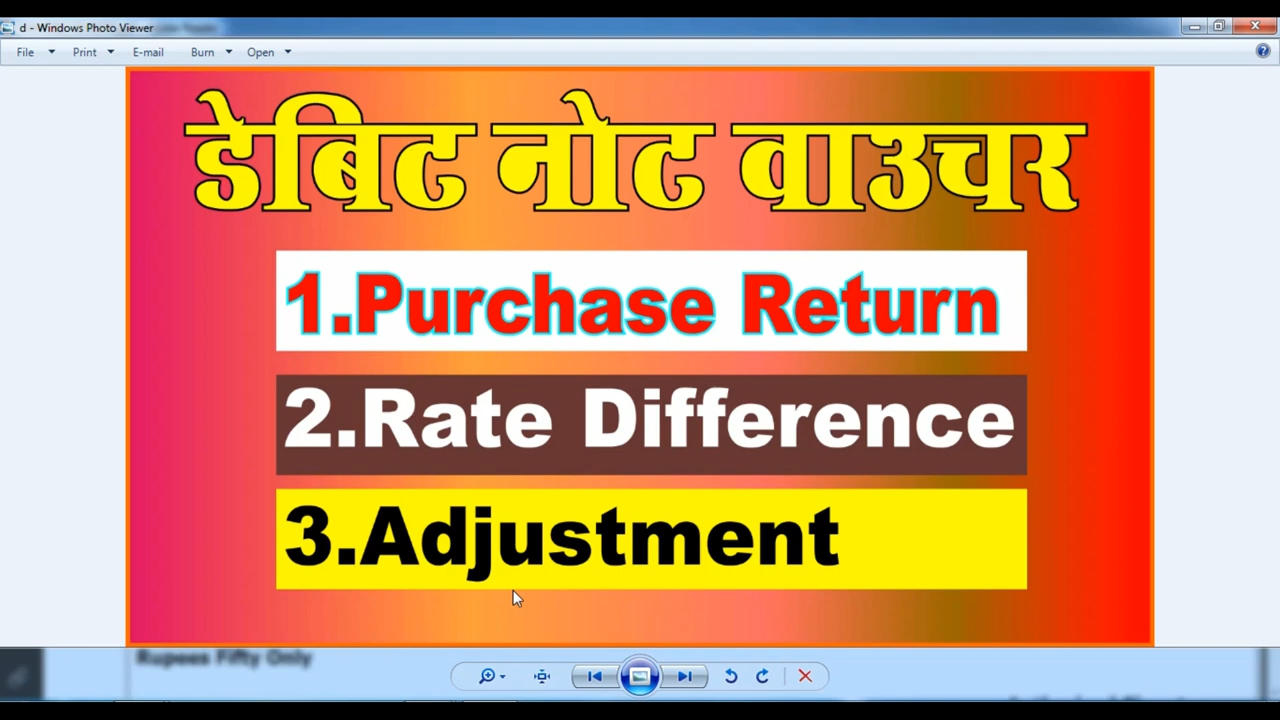 d - Windows Photo Viewer
File Print E-mail Burn Open
डेबिट नोट वाउचर
1.Purchase Return
2.Rate Difference
3.Adjustment
Rupees Fifty Only